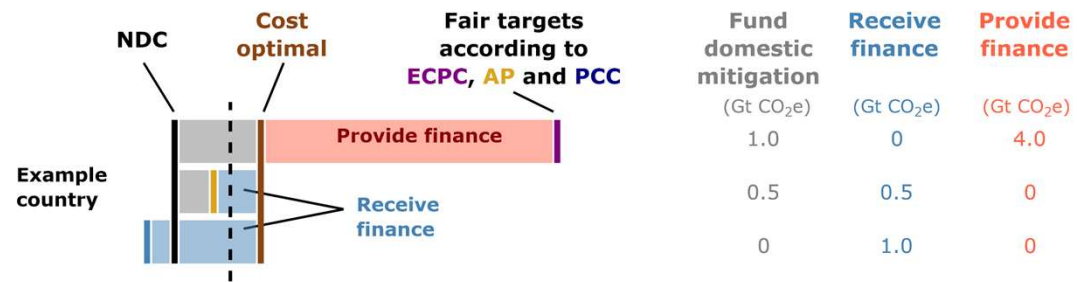 NDC
Cost
optimal
Fair targets
according to
ECPC, AP and PCC
Fund
domestic
mitigation
Receive
finance
Provide
finance
(Gt CO₂e)
(Gt CO₂e)
(Gt CO₂e)
Provide finance
1.0
0
4.0
Example
country
0.5
0.5
0
Receive
finance
0
1.0
0